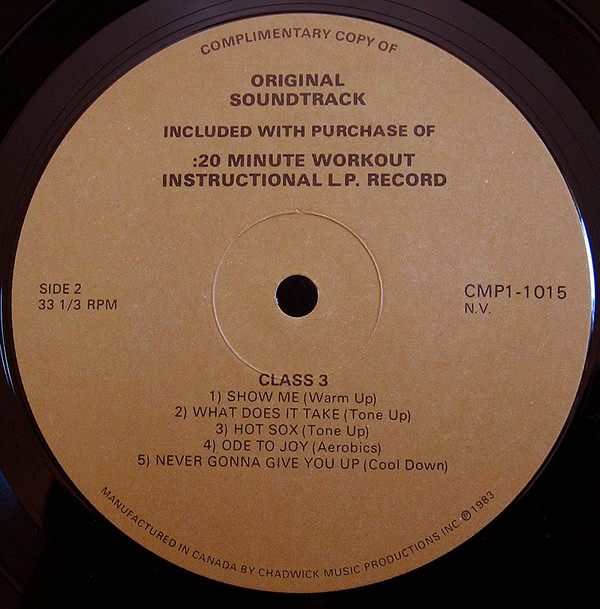 COMPLIMENTARY COPY OF
ORIGINAL
SOUNDTRACK
INCLUDED WITH PURCHASE OF
:20 MINUTE WORKOUT
INSTRUCTIONAL L.P. RECORD
SIDE 2
33 1/3 RPM
CMP1-1015
N.V.
CLASS 3
1) SHOW ME (Warm Up)
2) WHAT DOES IT TAKE (Tone Up)
3) HOT SOX (Tone Up)
4) ODE TO JOY (Aerobics)
5) NEVER GONNA GIVE YOU UP (Cool Down)
MANUFACTURED IN CANADA BY CHADWICK MUSIC PRODUCTIONS INC ℗ 1983